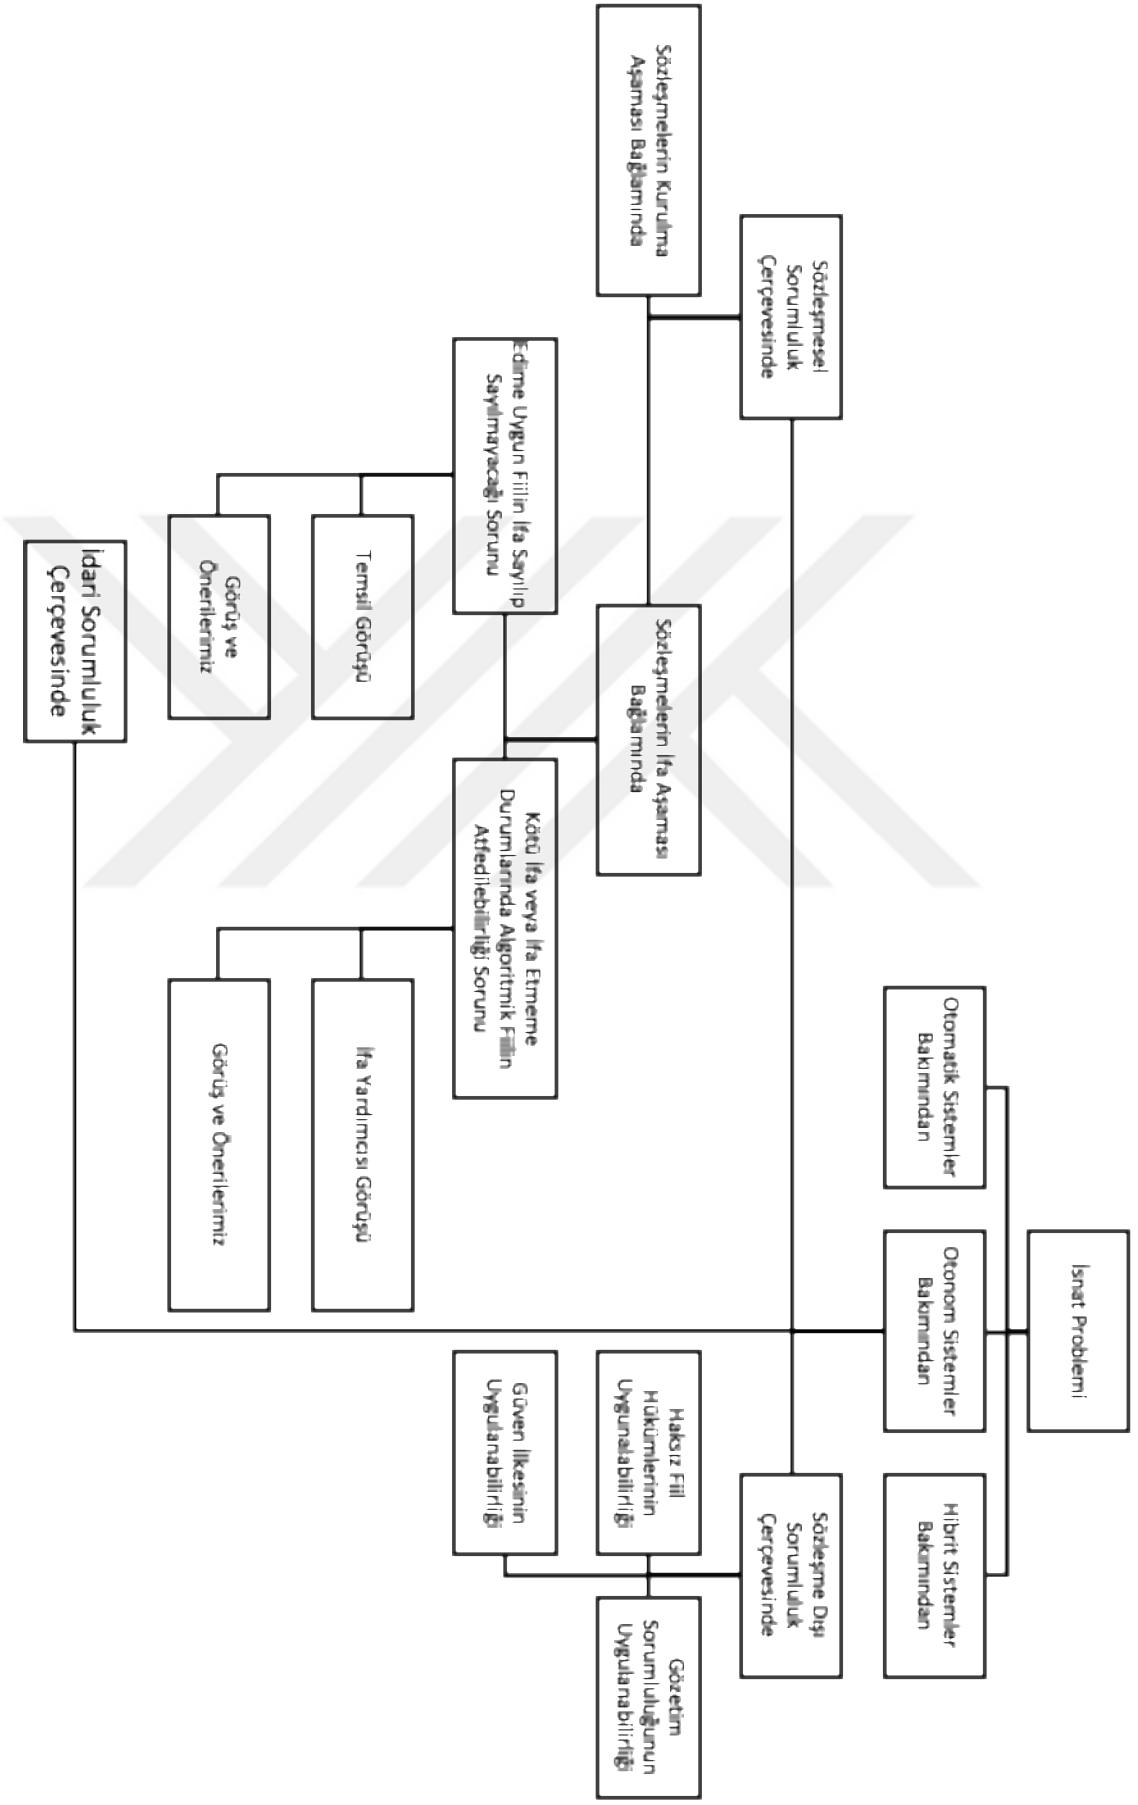 İsnat Problemi
Otomatik Sistemler
Bakımından
Otonom Sistemler
Bakımından
Hibrit Sistemler
Bakımından
Sözleşmesel
Sorumluluk
Çerçevesinde
Sözleşme Dışı
Sorumluluk
Çerçevesinde
Sözleşmelerin Kurulma
Aşaması Bağlamında
Sözleşmelerin İfa Aşaması
Bağlamında
Haksız Fiil
Hükümlerinin
Uygunalabilirliği
Gözetim
Sorumluluğunun
Uygulanabilirliği
Edime Uygun Fiilin İfa Sayılıp
Sayılmayacağı Sorunu
Kötü İfa veya İfa Etmeme
Durumlarında Algoritmik Fiilin
Atfedilebilirliği Sorunu
Güven İlkesinin
Uygulanabilirliği
Temsil Görüşü
İfa Yardımcısı Görüşü
Görüş ve
Önerilerimiz
Görüş ve Önerilerimiz
İdari Sorumluluk
Çerçevesinde